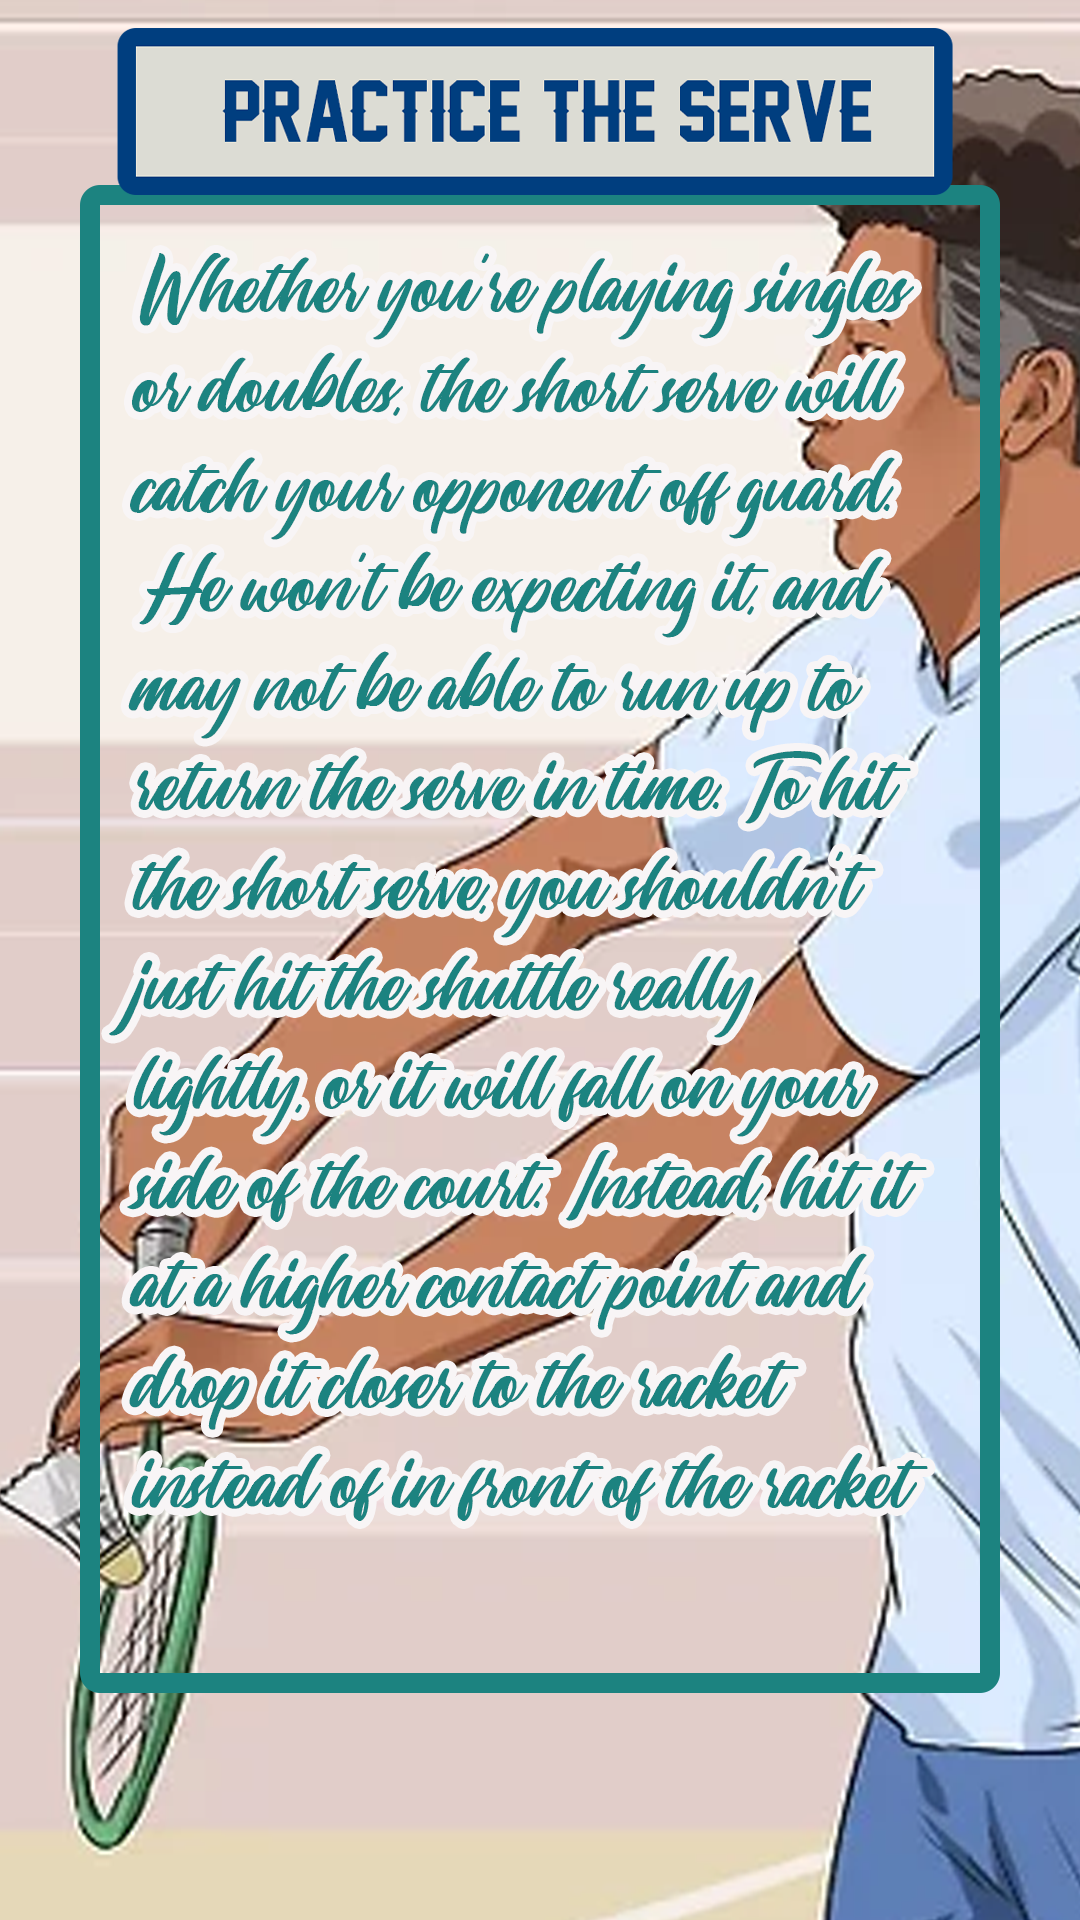 PRACTICE THE SERVE
Whether you're playing singles
or doubles, the short serve will
catch your opponent off guard.
He won't be expecting it, and
may not be able to run up to
return the serve in time. To hit
the short serve, you shouldn't
just hit the shuttle really
lightly, or it will fall on your
side of the court. Instead, hit it
at a higher contact point and
drop it closer to the racket
instead of in front of the racket